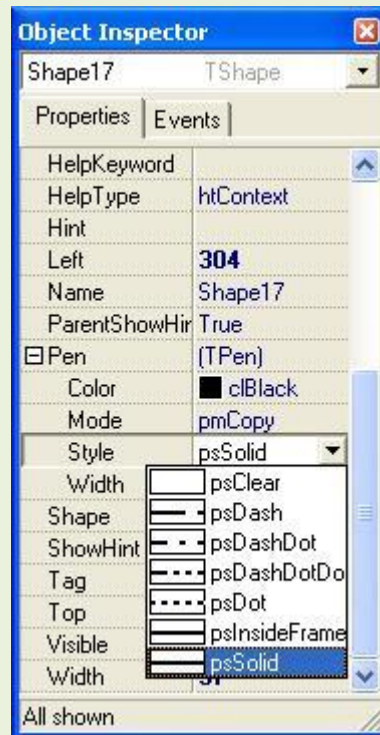 Object Inspector
Shape17 TShape
Properties Events
HelpKeyword
HelpType htContext
Hint
Left 304
Name Shape17
ParentShowHir True
Pen (TPen)
Color clBlack
Mode pmCopy
Style psSolid
Width psClear
Shape psDash
ShowHint psDashDot
Tag psDashDotDo
Top psDot
Visible psInsideFrame
Width psSolid
All shown